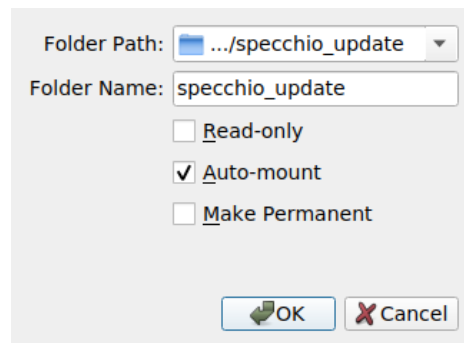 Folder Path: .../specchio_update
Folder Name: specchio_update
Read-only
Auto-mount
Make Permanent
OK Cancel